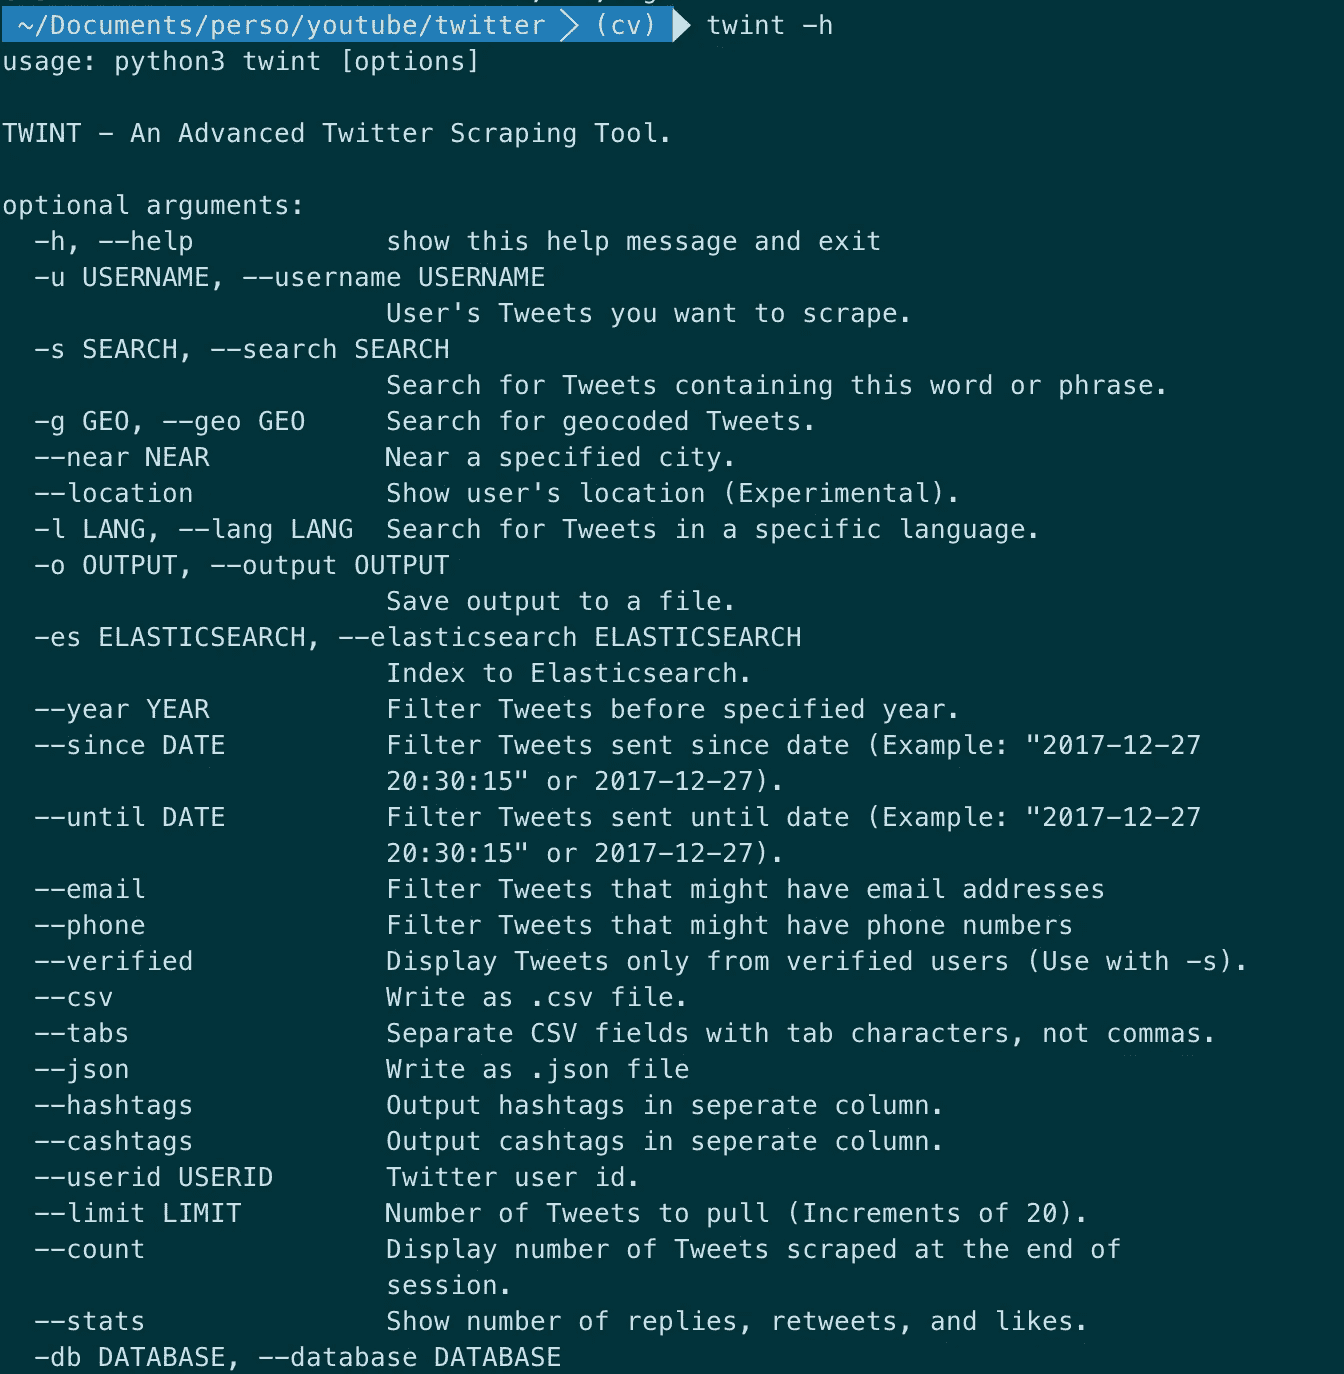 ~/Documents/perso/youtube/twitter (cv) twint -h
usage: python3 twint [options]
TWINT - An Advanced Twitter Scraping Tool.
optional arguments:
-h, --help show this help message and exit
-u USERNAME, --username USERNAME
User's Tweets you want to scrape.
-s SEARCH, --search SEARCH
Search for Tweets containing this word or phrase.
-g GEO, --geo GEO Search for geocoded Tweets.
--near NEAR Near a specified city.
--location Show user's location (Experimental).
-l LANG, --lang LANG Search for Tweets in a specific language.
-o OUTPUT, --output OUTPUT
Save output to a file.
-es ELASTICSEARCH, --elasticsearch ELASTICSEARCH
Index to Elasticsearch.
--year YEAR Filter Tweets before specified year.
--since DATE Filter Tweets sent since date (Example: "2017-12-27
20:30:15" or 2017-12-27).
--until DATE Filter Tweets sent until date (Example: "2017-12-27
20:30:15" or 2017-12-27).
--email Filter Tweets that might have email addresses
--phone Filter Tweets that might have phone numbers
--verified Display Tweets only from verified users (Use with -s).
--csv Write as .csv file.
--tabs Separate CSV fields with tab characters, not commas.
--json Write as .json file
--hashtags Output hashtags in seperate column.
--cashtags Output cashtags in seperate column.
--userid USERID Twitter user id.
--limit LIMIT Number of Tweets to pull (Increments of 20).
--count Display number of Tweets scraped at the end of
session.
--stats Show number of replies, retweets, and likes.
-db DATABASE, --database DATABASE